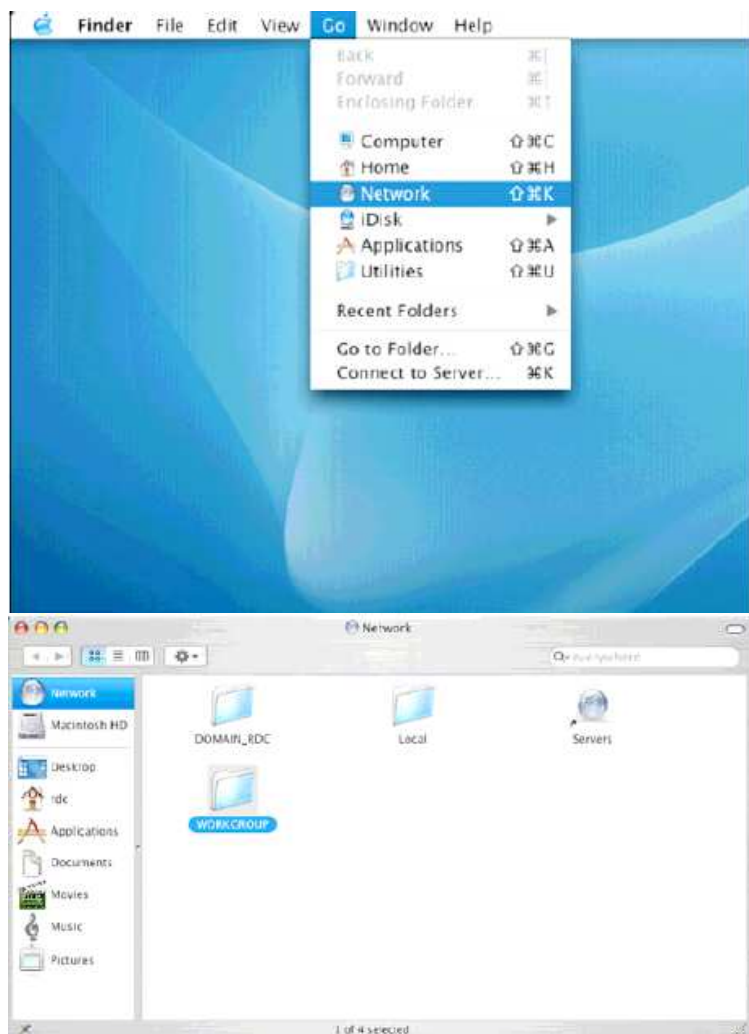 Finder File Edit View Go Window Help
Back ⌘[
Forward ⌘]
Enclosing Folder ⌘↑
Computer ⇧⌘C
Home ⇧⌘H
Network ⇧⌘K
iDisk
Applications ⇧⌘A
Utilities ⇧⌘U
Recent Folders
Go to Folder... ⇧⌘G
Connect to Server... ⌘K
Network
Network
Macintosh HD
Desktop
rdc
Applications
Documents
Movies
Music
Pictures
DOMAIN_RDC
Local
Servers
WORKGROUP
1 of 4 selected